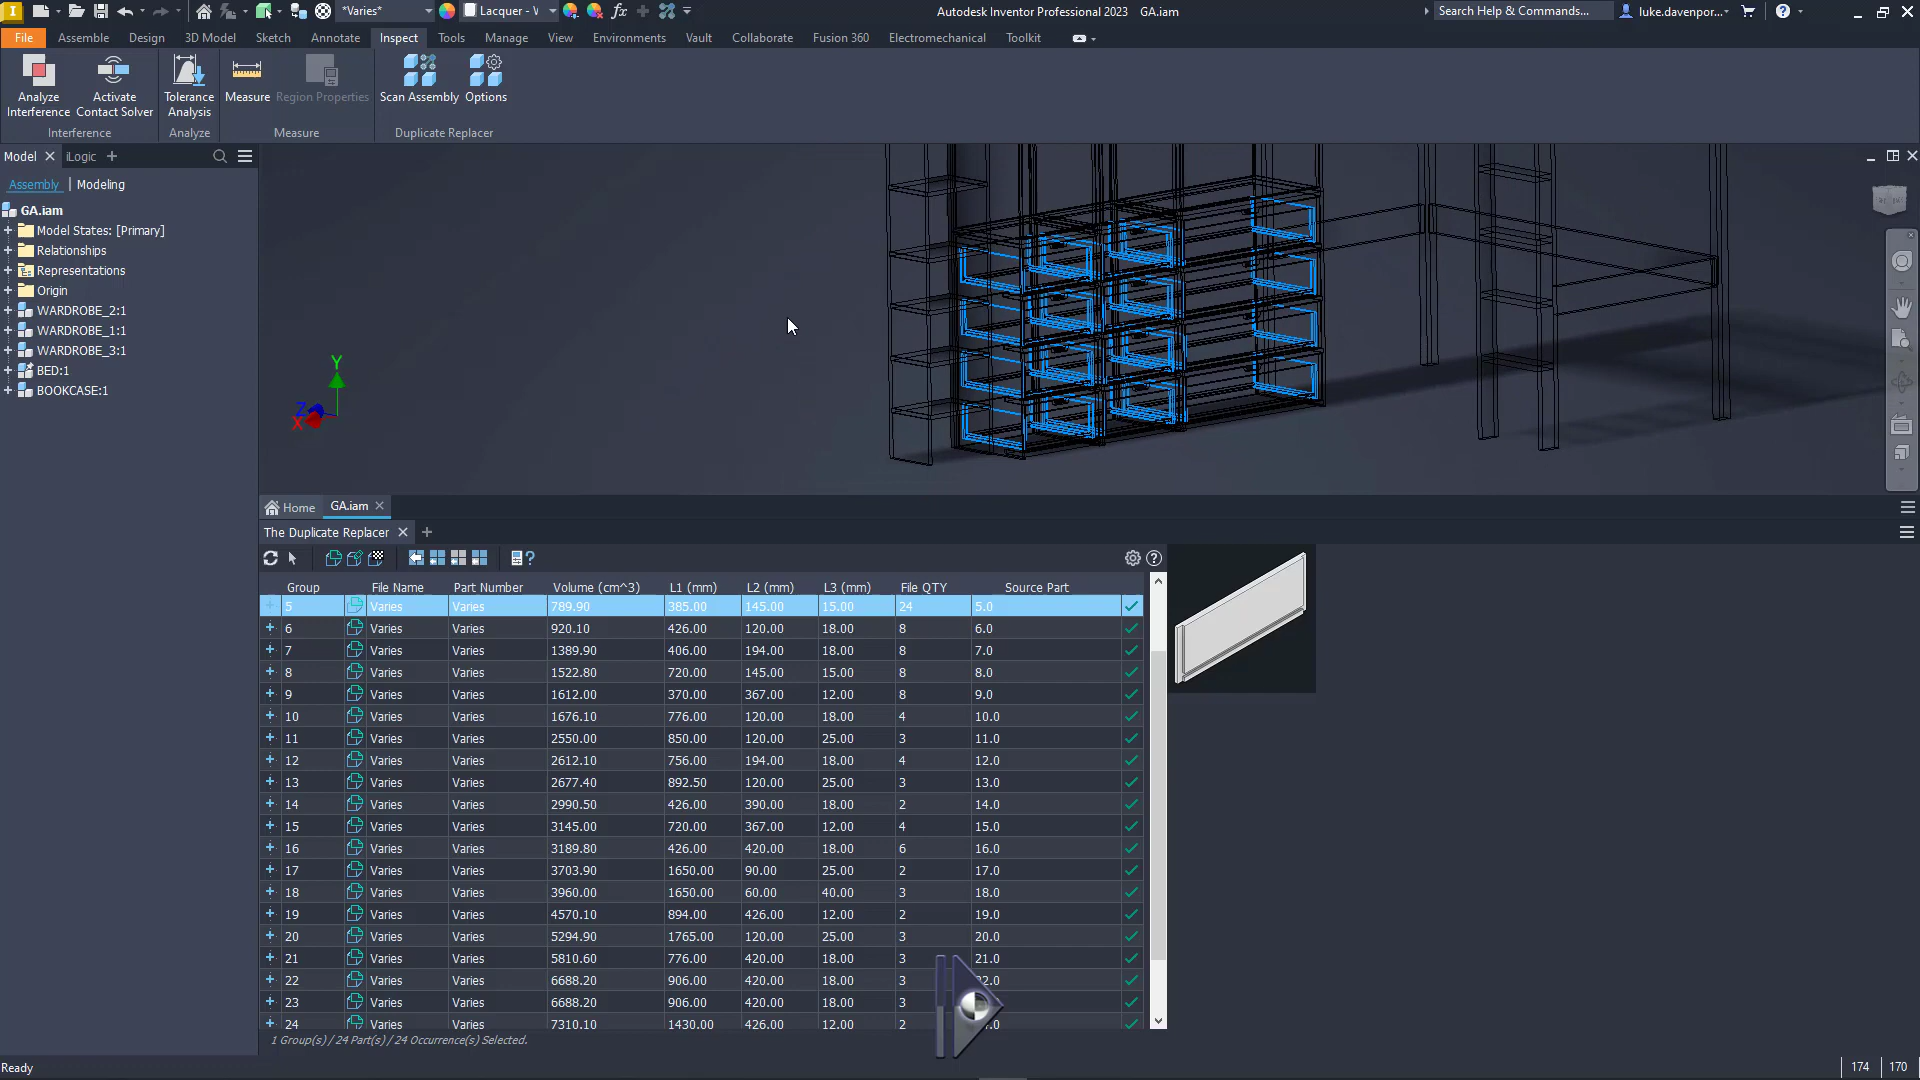 *Varies*
Lacquer - \
Autodesk Inventor Professional 2023 GA.iam
Search Help & Commands...
luke.davenpor...
File Assemble Design 3D Model Sketch Annotate Inspect Tools Manage View Environments Vault Collaborate Fusion 360 Electromechanical Toolkit
Analyze Interference
Activate Contact Solver
Tolerance Analysis
Measure
Region Properties
Scan Assembly
Options
Interference Analyze Measure Duplicate Replacer
Model iLogic
Assembly | Modeling
GA.iam
Model States: [Primary]
Relationships
Representations
Origin
WARDROBE_2:1
WARDROBE_1:1
WARDROBE_3:1
BED:1
BOOKCASE:1
Y
Z
X
Home GA.iam
The Duplicate Replacer
Group File Name Part Number Volume (cm^3) L1 (mm) L2 (mm) L3 (mm) File QTY Source Part
5 Varies Varies 789.90 385.00 145.00 15.00 24 5.0
6 Varies Varies 920.10 426.00 120.00 18.00 8 6.0
7 Varies Varies 1389.90 406.00 194.00 18.00 8 7.0
8 Varies Varies 1522.80 720.00 145.00 15.00 8 8.0
9 Varies Varies 1612.00 370.00 367.00 12.00 8 9.0
10 Varies Varies 1676.10 776.00 120.00 18.00 4 10.0
11 Varies Varies 2550.00 850.00 120.00 25.00 3 11.0
12 Varies Varies 2612.10 756.00 194.00 18.00 4 12.0
13 Varies Varies 2677.40 892.50 120.00 25.00 3 13.0
14 Varies Varies 2990.50 426.00 390.00 18.00 2 14.0
15 Varies Varies 3145.00 720.00 367.00 12.00 4 15.0
16 Varies Varies 3189.80 426.00 420.00 18.00 6 16.0
17 Varies Varies 3703.90 1650.00 90.00 25.00 2 17.0
18 Varies Varies 3960.00 1650.00 60.00 40.00 3 18.0
19 Varies Varies 4570.10 894.00 426.00 12.00 2 19.0
20 Varies Varies 5294.90 1765.00 120.00 25.00 3 20.0
21 Varies Varies 5810.60 776.00 420.00 18.00 3 21.0
22 Varies Varies 6688.20 906.00 420.00 18.00 3
23 Varies Varies 6688.20 906.00 420.00 18.00 3
24 Varies Varies 7310.10 1430.00 426.00 12.00 2
1 Group(s) / 24 Part(s) / 24 Occurrence(s) Selected.
Ready
174 170